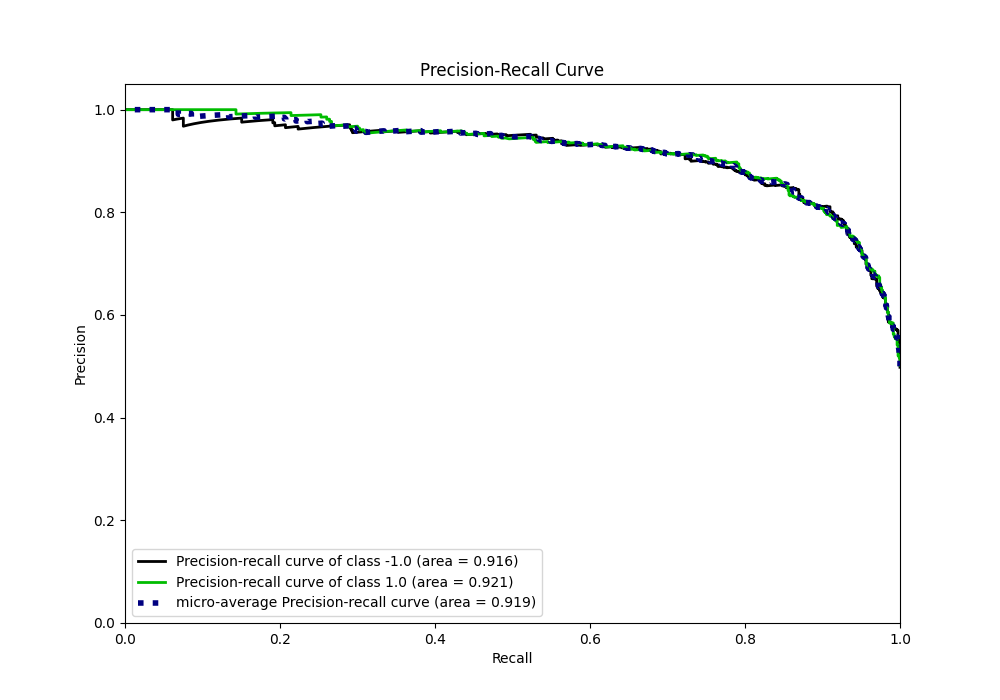 Precision-Recall Curve
1.0
0.8
0.6
0.4
0.2
0.0
Precision
Precision-recall curve of class -1.0 (area = 0.916)
Precision-recall curve of class 1.0 (area = 0.921)
micro-average Precision-recall curve (area = 0.919)
0.0 0.2 0.4 0.6 0.8 1.0
Recall